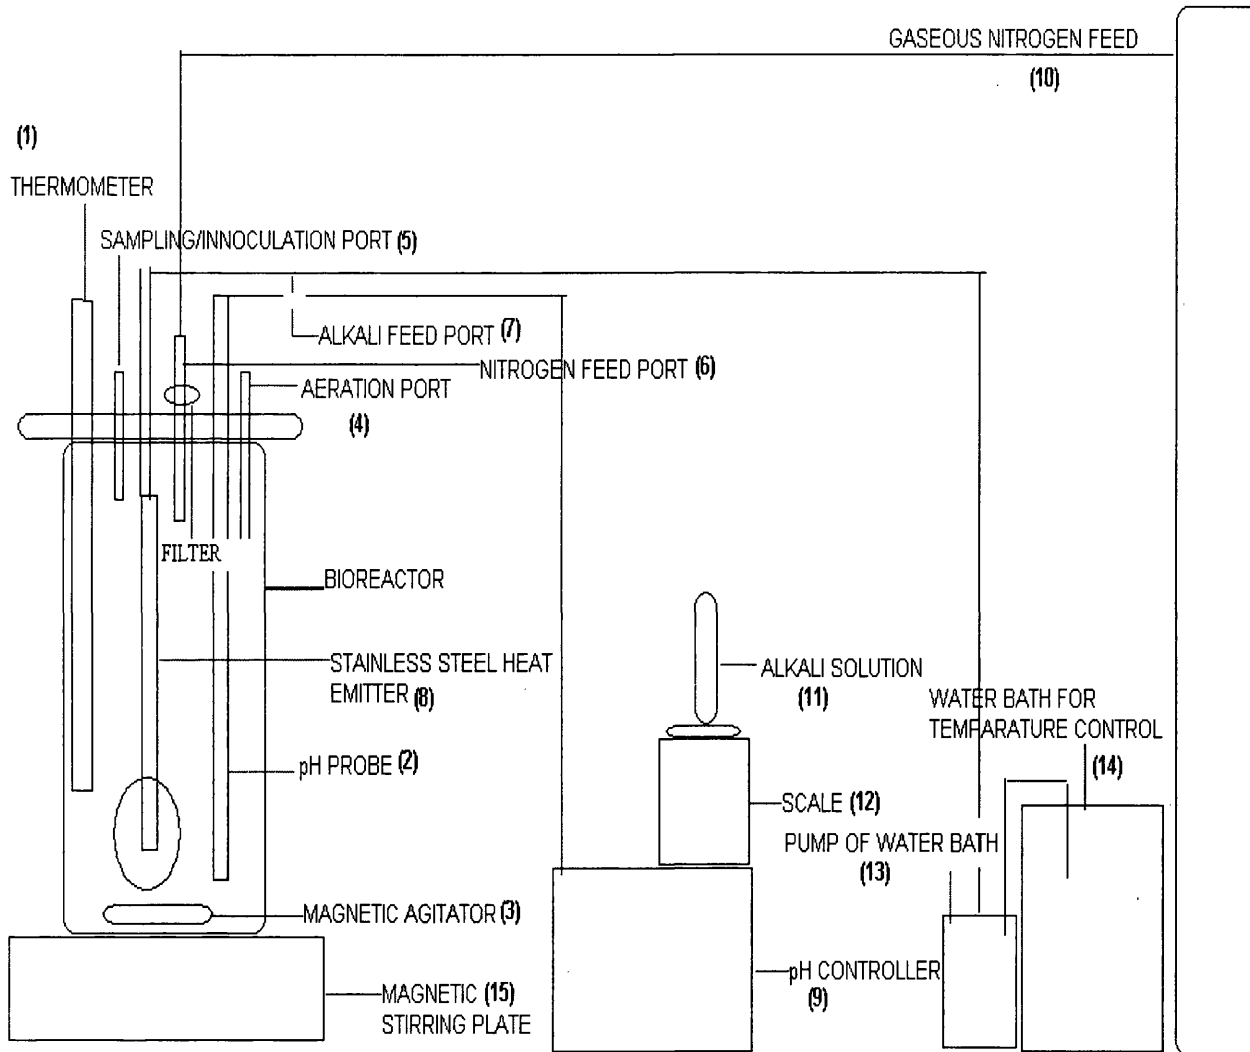 GASEOUS NITROGEN FEED
(10)
(1)
THERMOMETER
SAMPLING/INNOCULATION PORT (5)
ALKALI FEED PORT (7)
NITROGEN FEED PORT (6)
AERATION PORT
(4)
FILTER
BIOREACTOR
STAINLESS STEEL HEAT
EMITTER (8)
ALKALI SOLUTION
(11)
WATER BATH FOR
TEMPARATURE CONTROL
(14)
pH PROBE (2)
SCALE (12)
PUMP OF WATER BATH
(13)
MAGNETIC AGITATOR (3)
pH CONTROLLER
(9)
MAGNETIC (15)
STIRRING PLATE